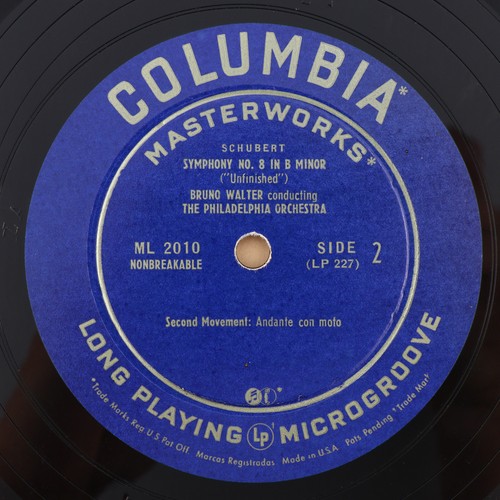 COLUMBIA*
MASTERWORKS*
SCHUBERT
SYMPHONY NO. 8 IN B MINOR
("Unfinished")
BRUNO WALTER conducting
THE PHILADELPHIA ORCHESTRA
ML 2010
NONBREAKABLE
SIDE 2
(LP 227)
Second Movement: Andante con moto
*
LONG PLAYING Lp MICROGROOVE
*Trade Marks Reg U.S Pat Off Marcas Registradas Made in U.S.A Pats Pending *Trade Mark